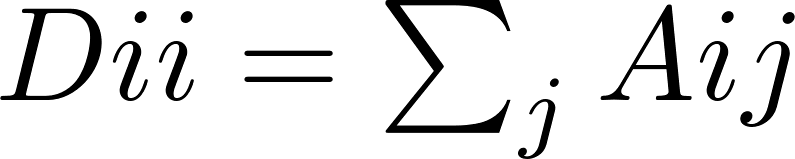 Dii = ∑j Aij